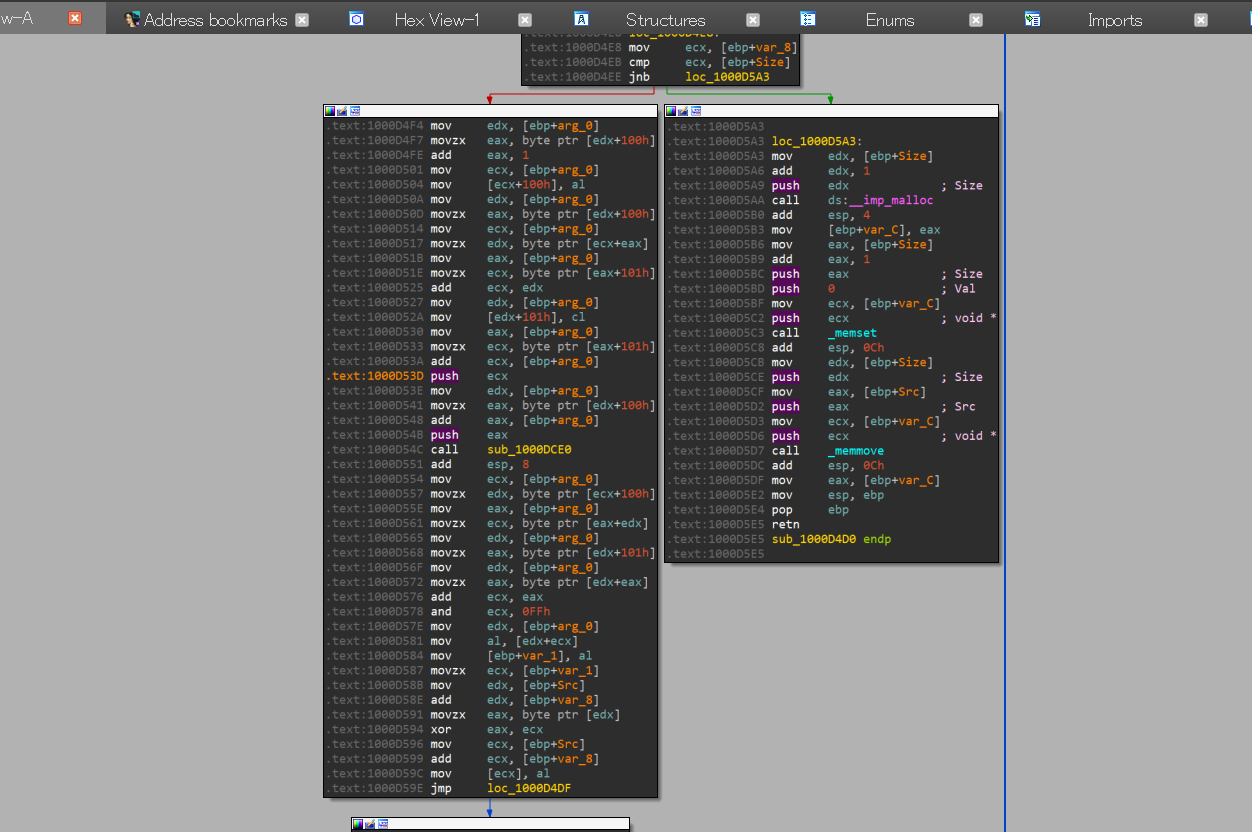 w-A
Address bookmarks
Hex View-1
Structures
Enums
Imports
.text:1000D4E8 loc_1000D4E8:
.text:1000D4E8 mov ecx, [ebp+var_8]
.text:1000D4EB cmp ecx, [ebp+Size]
.text:1000D4EE jnb loc_1000D5A3
.text:1000D4F4 mov edx, [ebp+arg_0]
.text:1000D4F7 movzx eax, byte ptr [edx+100h]
.text:1000D4FE add eax, 1
.text:1000D501 mov ecx, [ebp+arg_0]
.text:1000D504 mov [ecx+100h], al
.text:1000D50A mov edx, [ebp+arg_0]
.text:1000D50D movzx eax, byte ptr [edx+100h]
.text:1000D514 mov ecx, [ebp+arg_0]
.text:1000D517 movzx edx, byte ptr [ecx+eax]
.text:1000D51B mov eax, [ebp+arg_0]
.text:1000D51E movzx ecx, byte ptr [eax+101h]
.text:1000D525 add ecx, edx
.text:1000D527 mov edx, [ebp+arg_0]
.text:1000D52A mov [edx+101h], cl
.text:1000D530 mov eax, [ebp+arg_0]
.text:1000D533 movzx ecx, byte ptr [eax+101h]
.text:1000D53A add ecx, [ebp+arg_0]
.text:1000D53D push ecx
.text:1000D53E mov edx, [ebp+arg_0]
.text:1000D541 movzx eax, byte ptr [edx+100h]
.text:1000D548 add eax, [ebp+arg_0]
.text:1000D54B push eax
.text:1000D54C call sub_1000DCE0
.text:1000D551 add esp, 8
.text:1000D554 mov ecx, [ebp+arg_0]
.text:1000D557 movzx edx, byte ptr [ecx+100h]
.text:1000D55E mov eax, [ebp+arg_0]
.text:1000D561 movzx ecx, byte ptr [eax+edx]
.text:1000D565 mov edx, [ebp+arg_0]
.text:1000D568 movzx eax, byte ptr [edx+101h]
.text:1000D56F mov edx, [ebp+arg_0]
.text:1000D572 movzx eax, byte ptr [edx+eax]
.text:1000D576 add ecx, eax
.text:1000D578 and ecx, 0FFh
.text:1000D57E mov edx, [ebp+arg_0]
.text:1000D581 mov al, [edx+ecx]
.text:1000D584 mov [ebp+var_1], al
.text:1000D587 movzx ecx, [ebp+var_1]
.text:1000D58B mov edx, [ebp+Src]
.text:1000D58E add edx, [ebp+var_8]
.text:1000D591 movzx eax, byte ptr [edx]
.text:1000D594 xor eax, ecx
.text:1000D596 mov ecx, [ebp+Src]
.text:1000D599 add ecx, [ebp+var_8]
.text:1000D59C mov [ecx], al
.text:1000D59E jmp loc_1000D4DF
.text:1000D5A3
.text:1000D5A3 loc_1000D5A3:
.text:1000D5A3 mov edx, [ebp+Size]
.text:1000D5A6 add edx, 1
.text:1000D5A9 push edx ; Size
.text:1000D5AA call ds:__imp_malloc
.text:1000D5B0 add esp, 4
.text:1000D5B3 mov [ebp+var_C], eax
.text:1000D5B6 mov eax, [ebp+Size]
.text:1000D5B9 add eax, 1
.text:1000D5BC push eax ; Size
.text:1000D5BD push 0 ; Val
.text:1000D5BF mov ecx, [ebp+var_C]
.text:1000D5C2 push ecx ; void *
.text:1000D5C3 call _memset
.text:1000D5C8 add esp, 0Ch
.text:1000D5CB mov edx, [ebp+Size]
.text:1000D5CE push edx ; Size
.text:1000D5CF mov eax, [ebp+Src]
.text:1000D5D2 push eax ; Src
.text:1000D5D3 mov ecx, [ebp+var_C]
.text:1000D5D6 push ecx ; void *
.text:1000D5D7 call _memmove
.text:1000D5DC add esp, 0Ch
.text:1000D5DF mov eax, [ebp+var_C]
.text:1000D5E2 mov esp, ebp
.text:1000D5E4 pop ebp
.text:1000D5E5 retn
.text:1000D5E5 sub_1000D4D0 endp
.text:1000D5E5